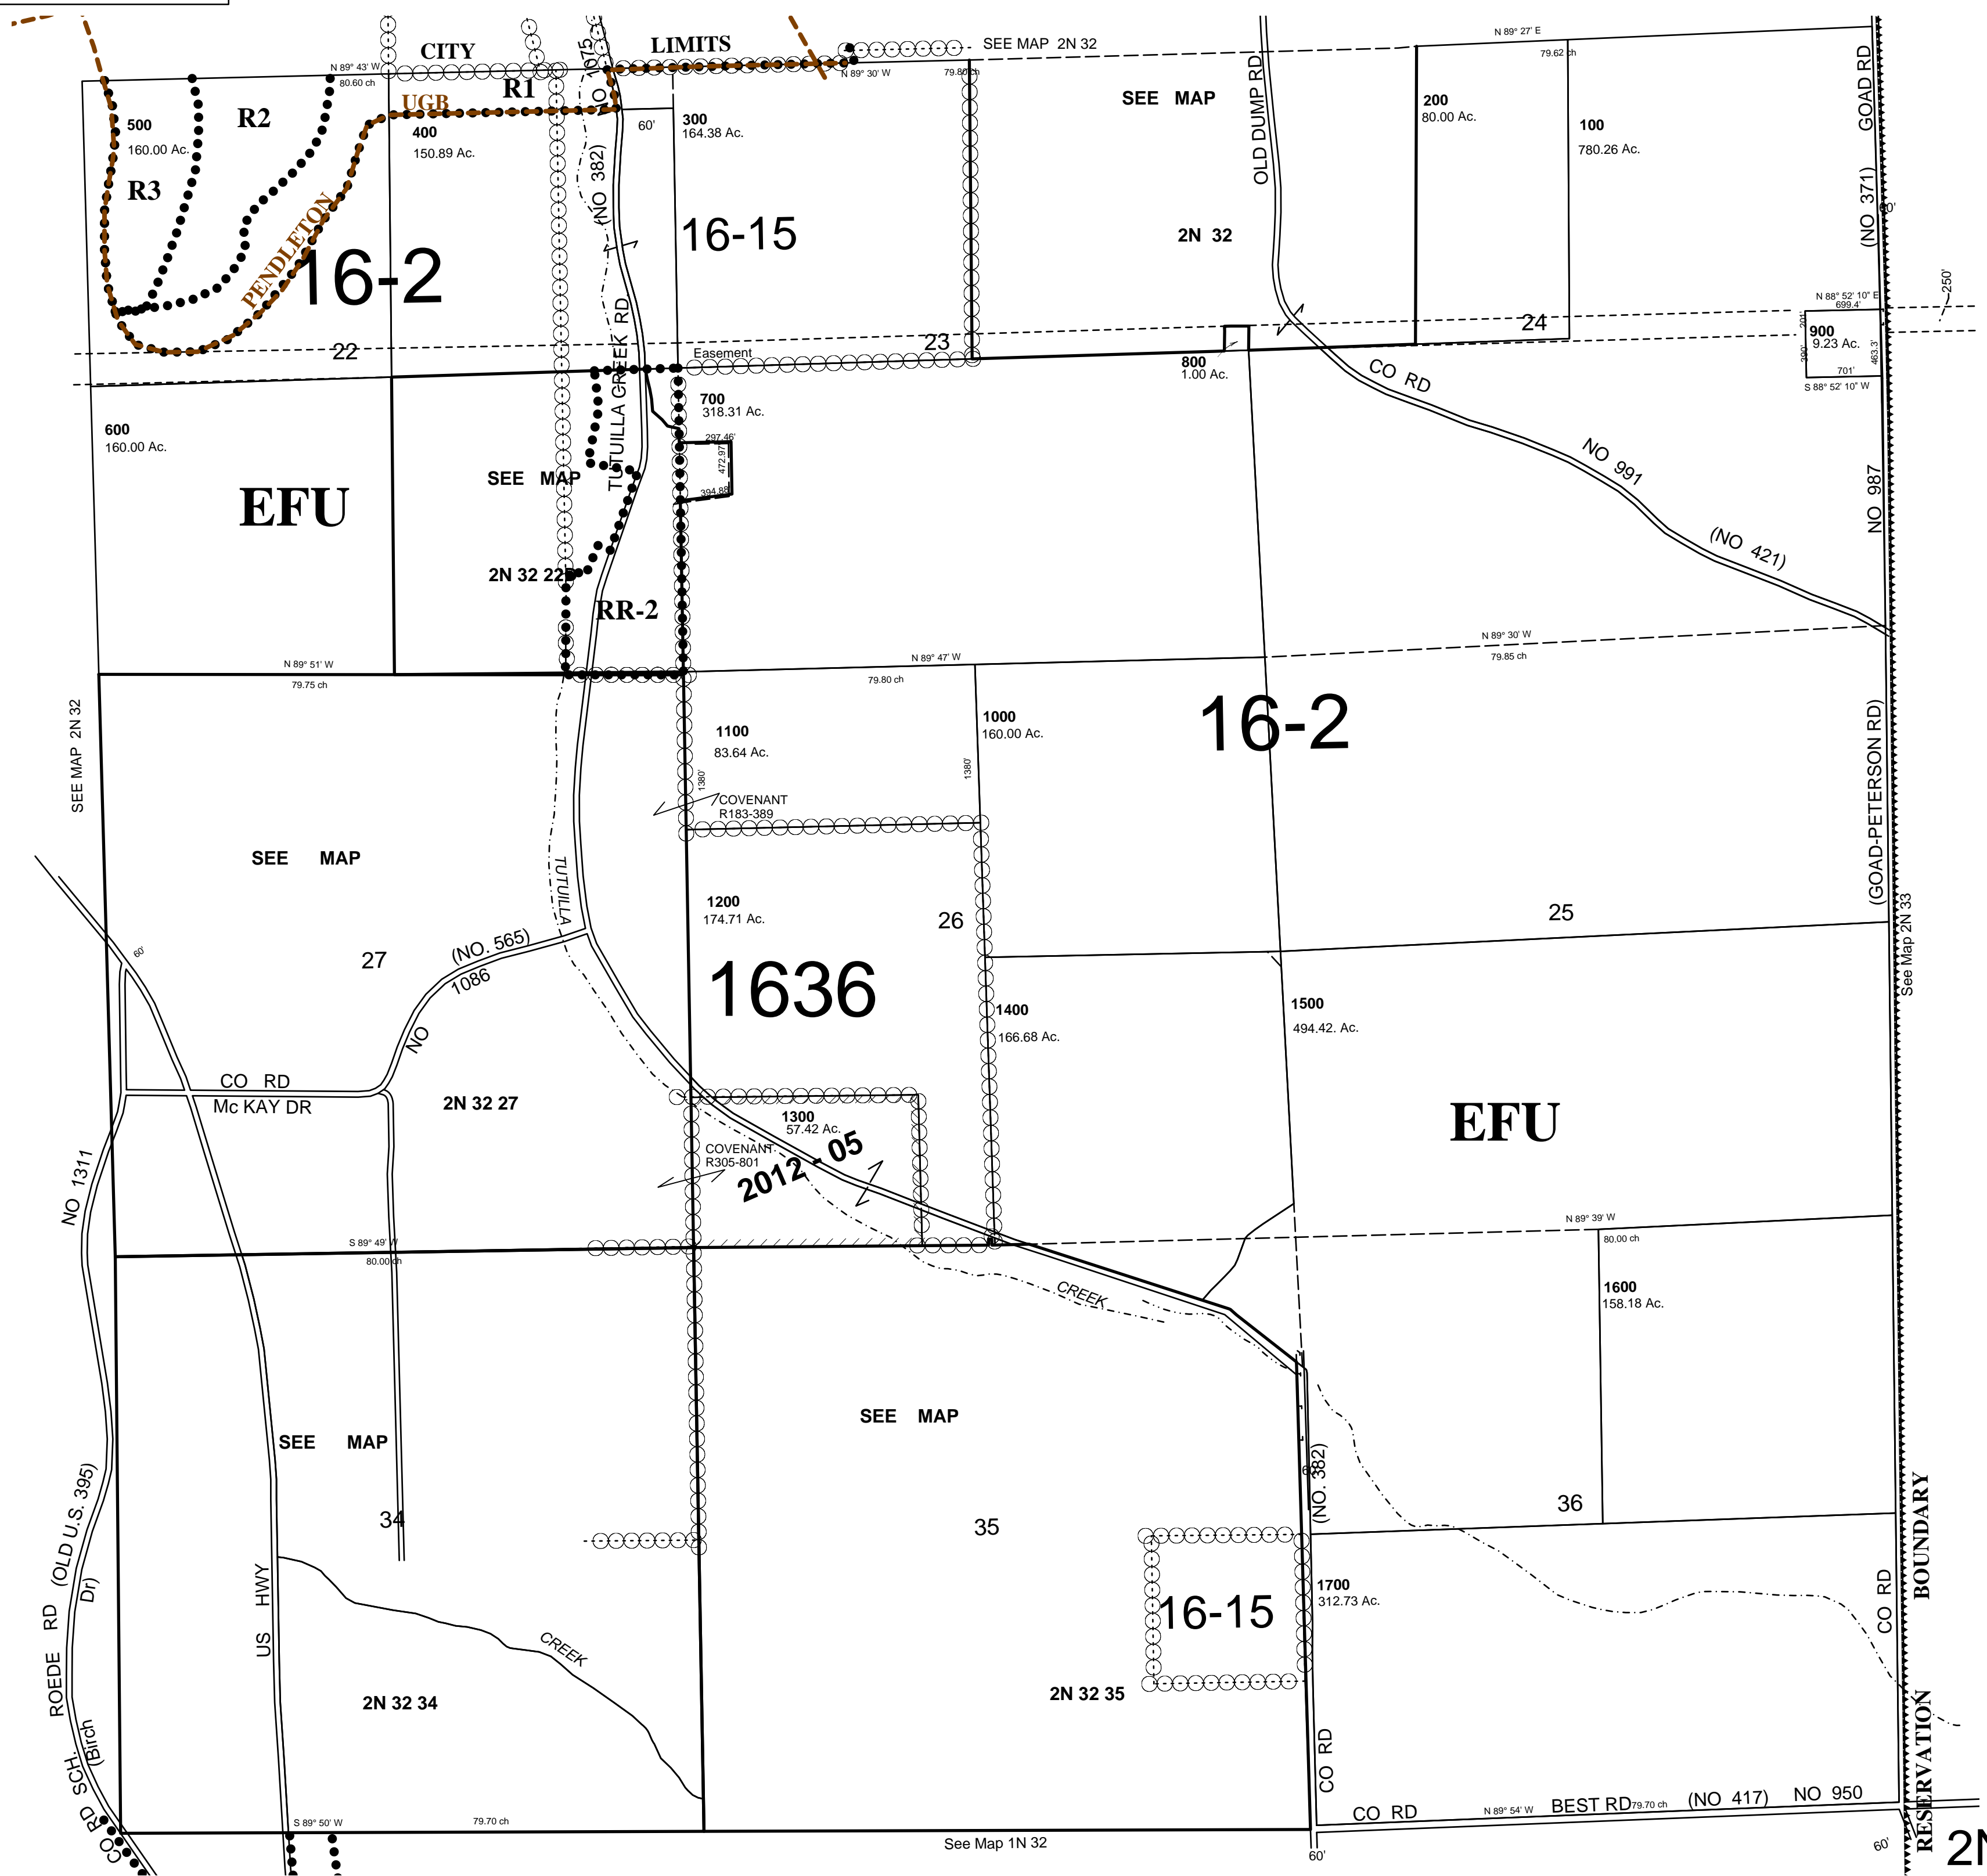 CITY
LIMITS
SEE MAP 2N 32
N 89° 27' E
79.62 ch
N 89° 43' W
80.60 ch
N 89° 30' W
79.80 ch
NO 1075
(NO 382)
UGB
R1
R2
R3
500
160.00 Ac.
400
150.89 Ac.
60'
300
164.38 Ac.
SEE MAP
2N 32
OLD DUMP RD
200
80.00 Ac.
100
780.26 Ac.
GOAD RD
(NO 371)
60'
250'
PENDLETON
16-2
16-15
TUTUILLA CREEK RD
22
23
24
Easement
N 88° 52' 10" E
699.4'
201'
900
9.23 Ac.
390'
463.3'
701'
S 88° 52' 10" W
800
1.00 Ac.
CO RD
NO 991
(NO 421)
NO 987
600
160.00 Ac.
EFU
SEE MAP
700
318.31 Ac.
297.46'
472.97'
394.88'
RR-2
N 89° 51' W
79.75 ch
N 89° 47' W
79.80 ch
N 89° 30' W
79.85 ch
SEE MAP 2N 32
1100
83.64 Ac.
1380'
1000
160.00 Ac.
1380'
16-2
(GOAD-PETERSON RD)
COVENANT
R183-389
SEE MAP
TUTUILLA
1200
174.71 Ac.
26
25
See Map 2N 33
27
60'
(NO. 565)
1086
NO
1636
1400
166.68 Ac.
1500
494.42. Ac.
CO RD
Mc KAY DR
2N 32 27
1300
57.42 Ac.
COVENANT
R305-801
2012 - 05
EFU
NO 1311
S 89° 49' W
80.00 ch
N 89° 39' W
80.00 ch
CREEK
1600
158.18 Ac.
SEE MAP
SEE MAP
34
35
36
60'
(NO. 382)
ROEDE RD (OLD U.S. 395)
(Birch Dr)
CO RD SCH.
US HWY
CREEK
16-15
1700
312.73 Ac.
2N 32 34
2N 32 35
CO RD
CO RD
RESERVATION BOUNDARY
S 89° 50' W
79.70 ch
See Map 1N 32
CO RD
N 89° 54' W
BEST RD
79.70 ch
(NO 417)
NO 950
60'
60'